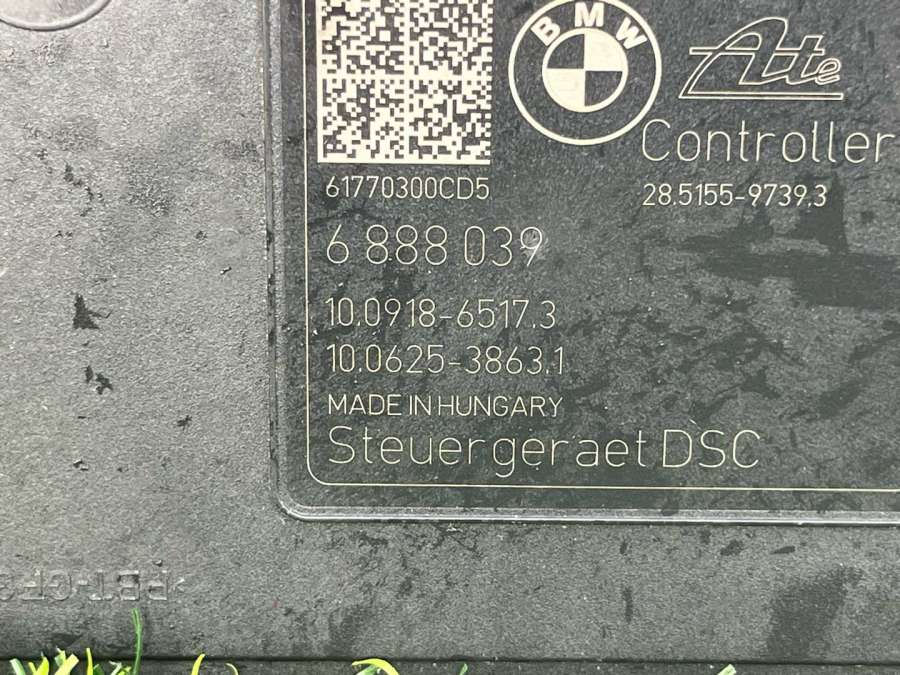 BMW
Ate
Controller
61770300CD5
28.5155-9739.3
6 888 039
10.0918-6517.3
10.0625-3863.1
MADE IN HUNGARY
Steuergeraet DSC